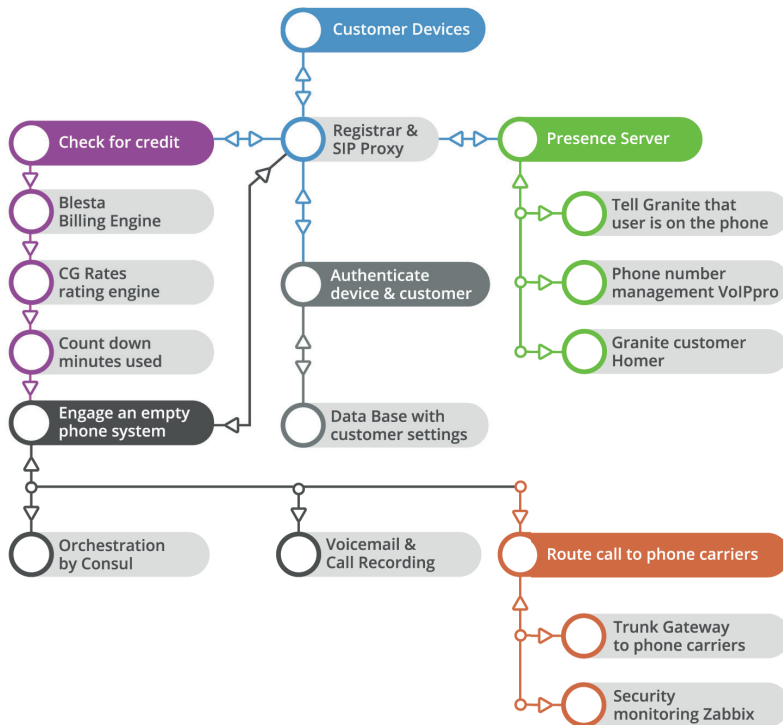 Customer Devices
Check for credit
Registrar &
SIP Proxy
Presence Server
Blesta
Billing Engine
Tell Granite that
user is on the phone
CG Rates
rating engine
Authenticate
device & customer
Phone number
management VoIPpro
Count down
minutes used
Granite customer
Homer
Engage an empty
phone system
Data Base with
customer settings
Orchestration
by Consul
Voicemail &
Call Recording
Route call to phone carriers
Trunk Gateway
to phone carriers
Security
monitoring Zabbix